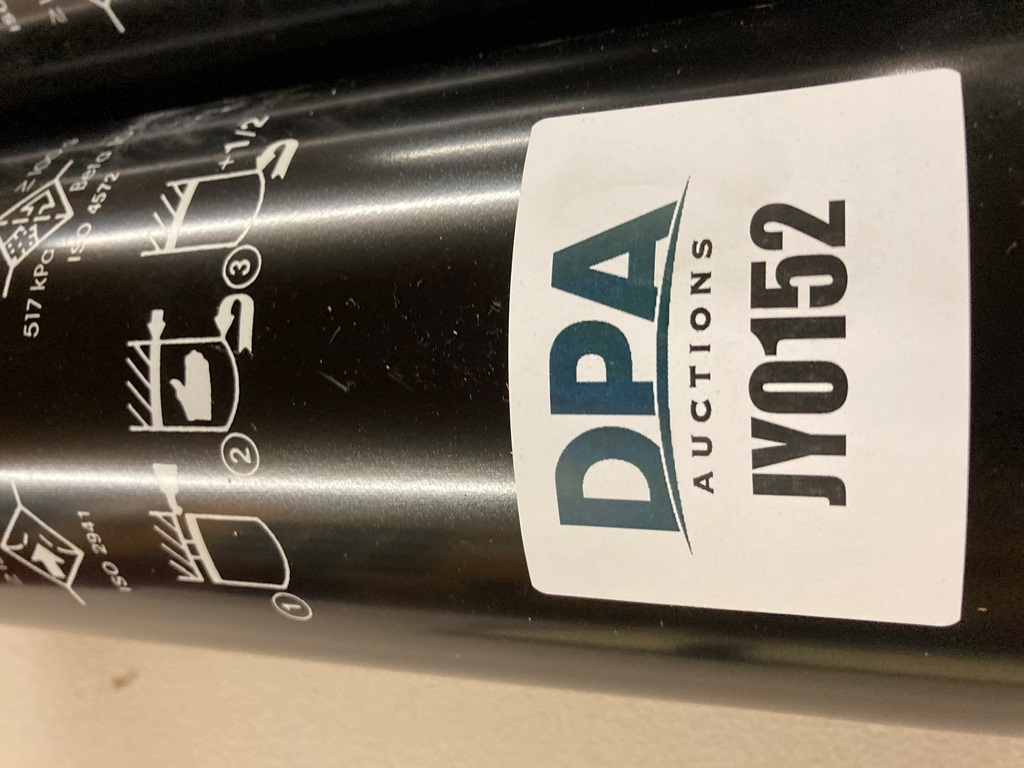 DPA
AUCTIONS
JY0152
517 kPa
ISO 4572
ISO 2941
1
2
3
+1/2